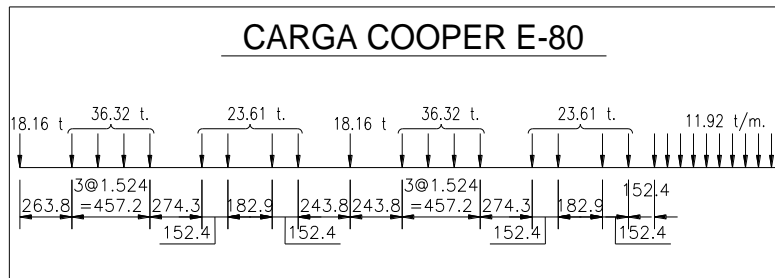 CARGA COOPER E-80
18.16 t
36.32 t.
23.61 t.
18.16 t
36.32 t.
23.61 t.
11.92 t/m.
263.8
3@1.524
=457.2
274.3
152.4
182.9
152.4
243.8
243.8
3@1.524
=457.2
274.3
152.4
182.9
152.4
152.4